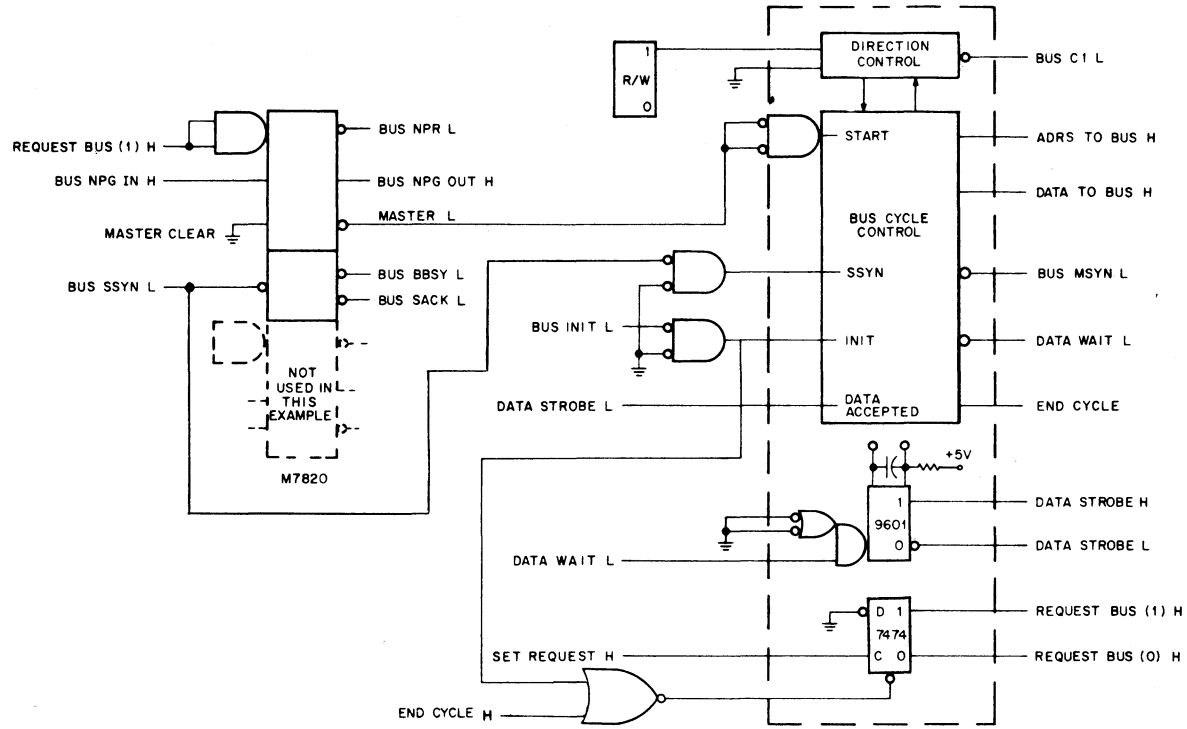 DIRECTION
CONTROL
1
R/W
0
BUS C1 L
REQUEST BUS (1) H
BUS NPR L
START
ADRS TO BUS H
BUS NPG IN H
BUS NPG OUT H
DATA TO BUS H
MASTER CLEAR
MASTER L
BUS CYCLE
CONTROL
BUS SSYN L
BUS BBSY L
BUS SACK L
SSYN
BUS MSYN L
BUS INIT L
INIT
DATA WAIT L
NOT
USED IN
THIS
EXAMPLE
M7820
DATA STROBE L
DATA
ACCEPTED
END CYCLE
+5V
1
9601
0
DATA STROBE H
DATA STROBE L
DATA WAIT L
D 1
7474
C 0
REQUEST BUS (1) H
REQUEST BUS (0) H
SET REQUEST H
END CYCLE H